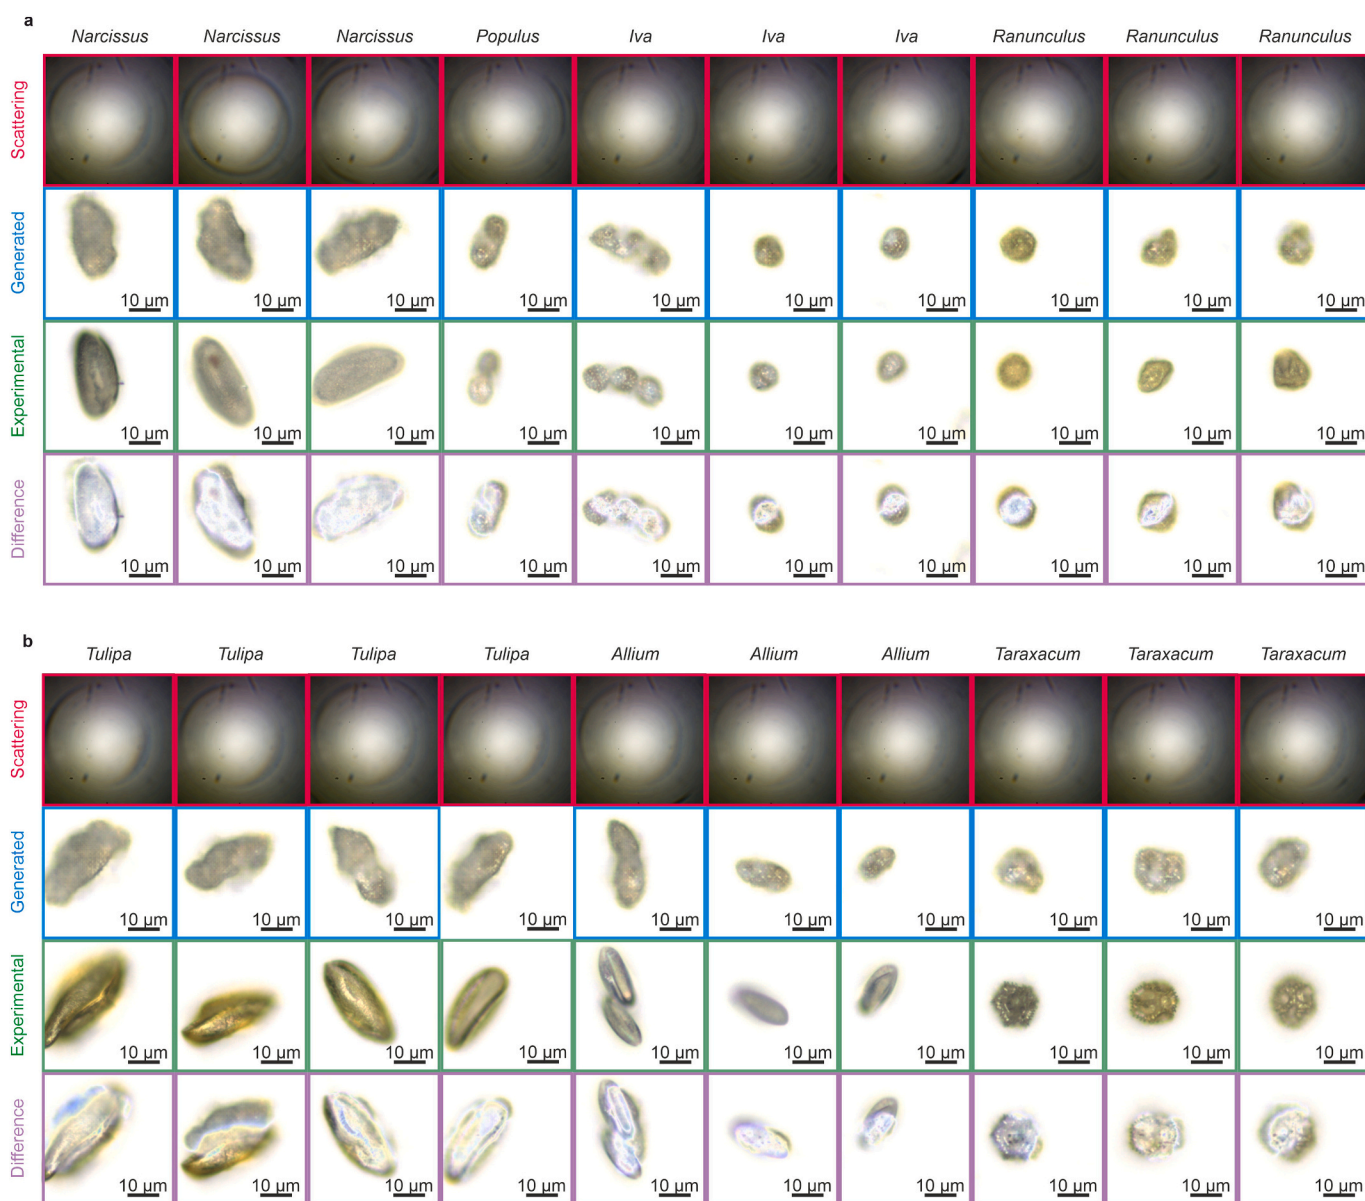 a
Narcissus Narcissus Narcissus Populus Iva Iva Iva Ranunculus Ranunculus Ranunculus
Scattering
Generated
10 µm 10 µm 10 µm 10 µm 10 µm 10 µm 10 µm 10 µm 10 µm 10 µm
Experimental
10 µm 10 µm 10 µm 10 µm 10 µm 10 µm 10 µm 10 µm 10 µm 10 µm
Difference
10 µm 10 µm 10 µm 10 µm 10 µm 10 µm 10 µm 10 µm 10 µm 10 µm
b
Tulipa Tulipa Tulipa Tulipa Allium Allium Allium Taraxacum Taraxacum Taraxacum
Scattering
Generated
10 µm 10 µm 10 µm 10 µm 10 µm 10 µm 10 µm 10 µm 10 µm 10 µm
Experimental
10 µm 10 µm 10 µm 10 µm 10 µm 10 µm 10 µm 10 µm 10 µm 10 µm
Difference
10 µm 10 µm 10 µm 10 µm 10 µm 10 µm 10 µm 10 µm 10 µm 10 µm